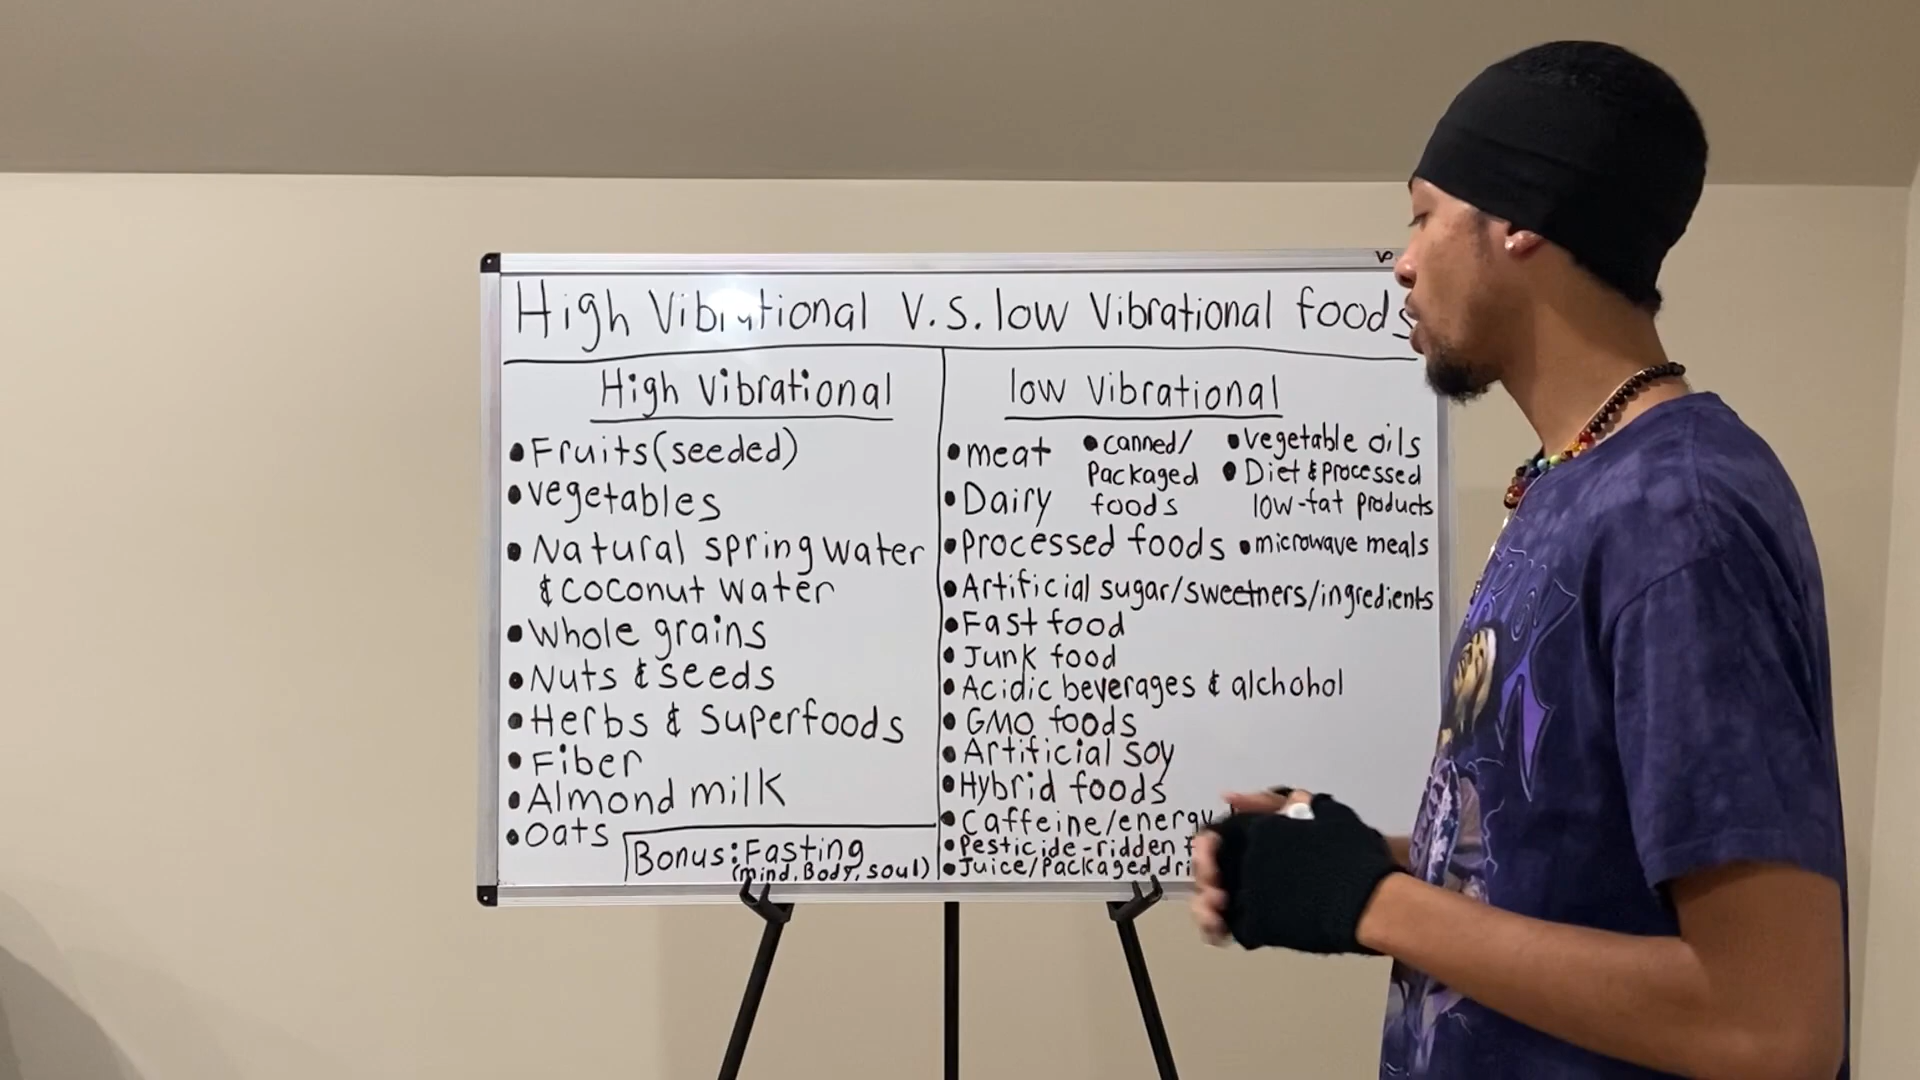 High Vibrational V.S. low Vibrational foods
High Vibrational
• Fruits (seeded)
• vegetables
• Natural spring water
& coconut water
• Whole grains
• Nuts & seeds
• Herbs & Superfoods
• Fiber
• Almond milk
• Oats
Bonus: Fasting
(mind, Body, soul)
low Vibrational
• meat
• Dairy
• canned/
Packaged
foods
• vegetable oils
• Diet & processed
low-fat products
• Processed foods • microwave meals
• Artificial sugar/sweetners/ingredients
• Fast food
• Junk food
• Acidic beverages & alchohol
• GMO foods
• Artificial soy
• Hybrid foods
• Caffeine/energy
• Pesticide-ridden
• Juice/Packaged